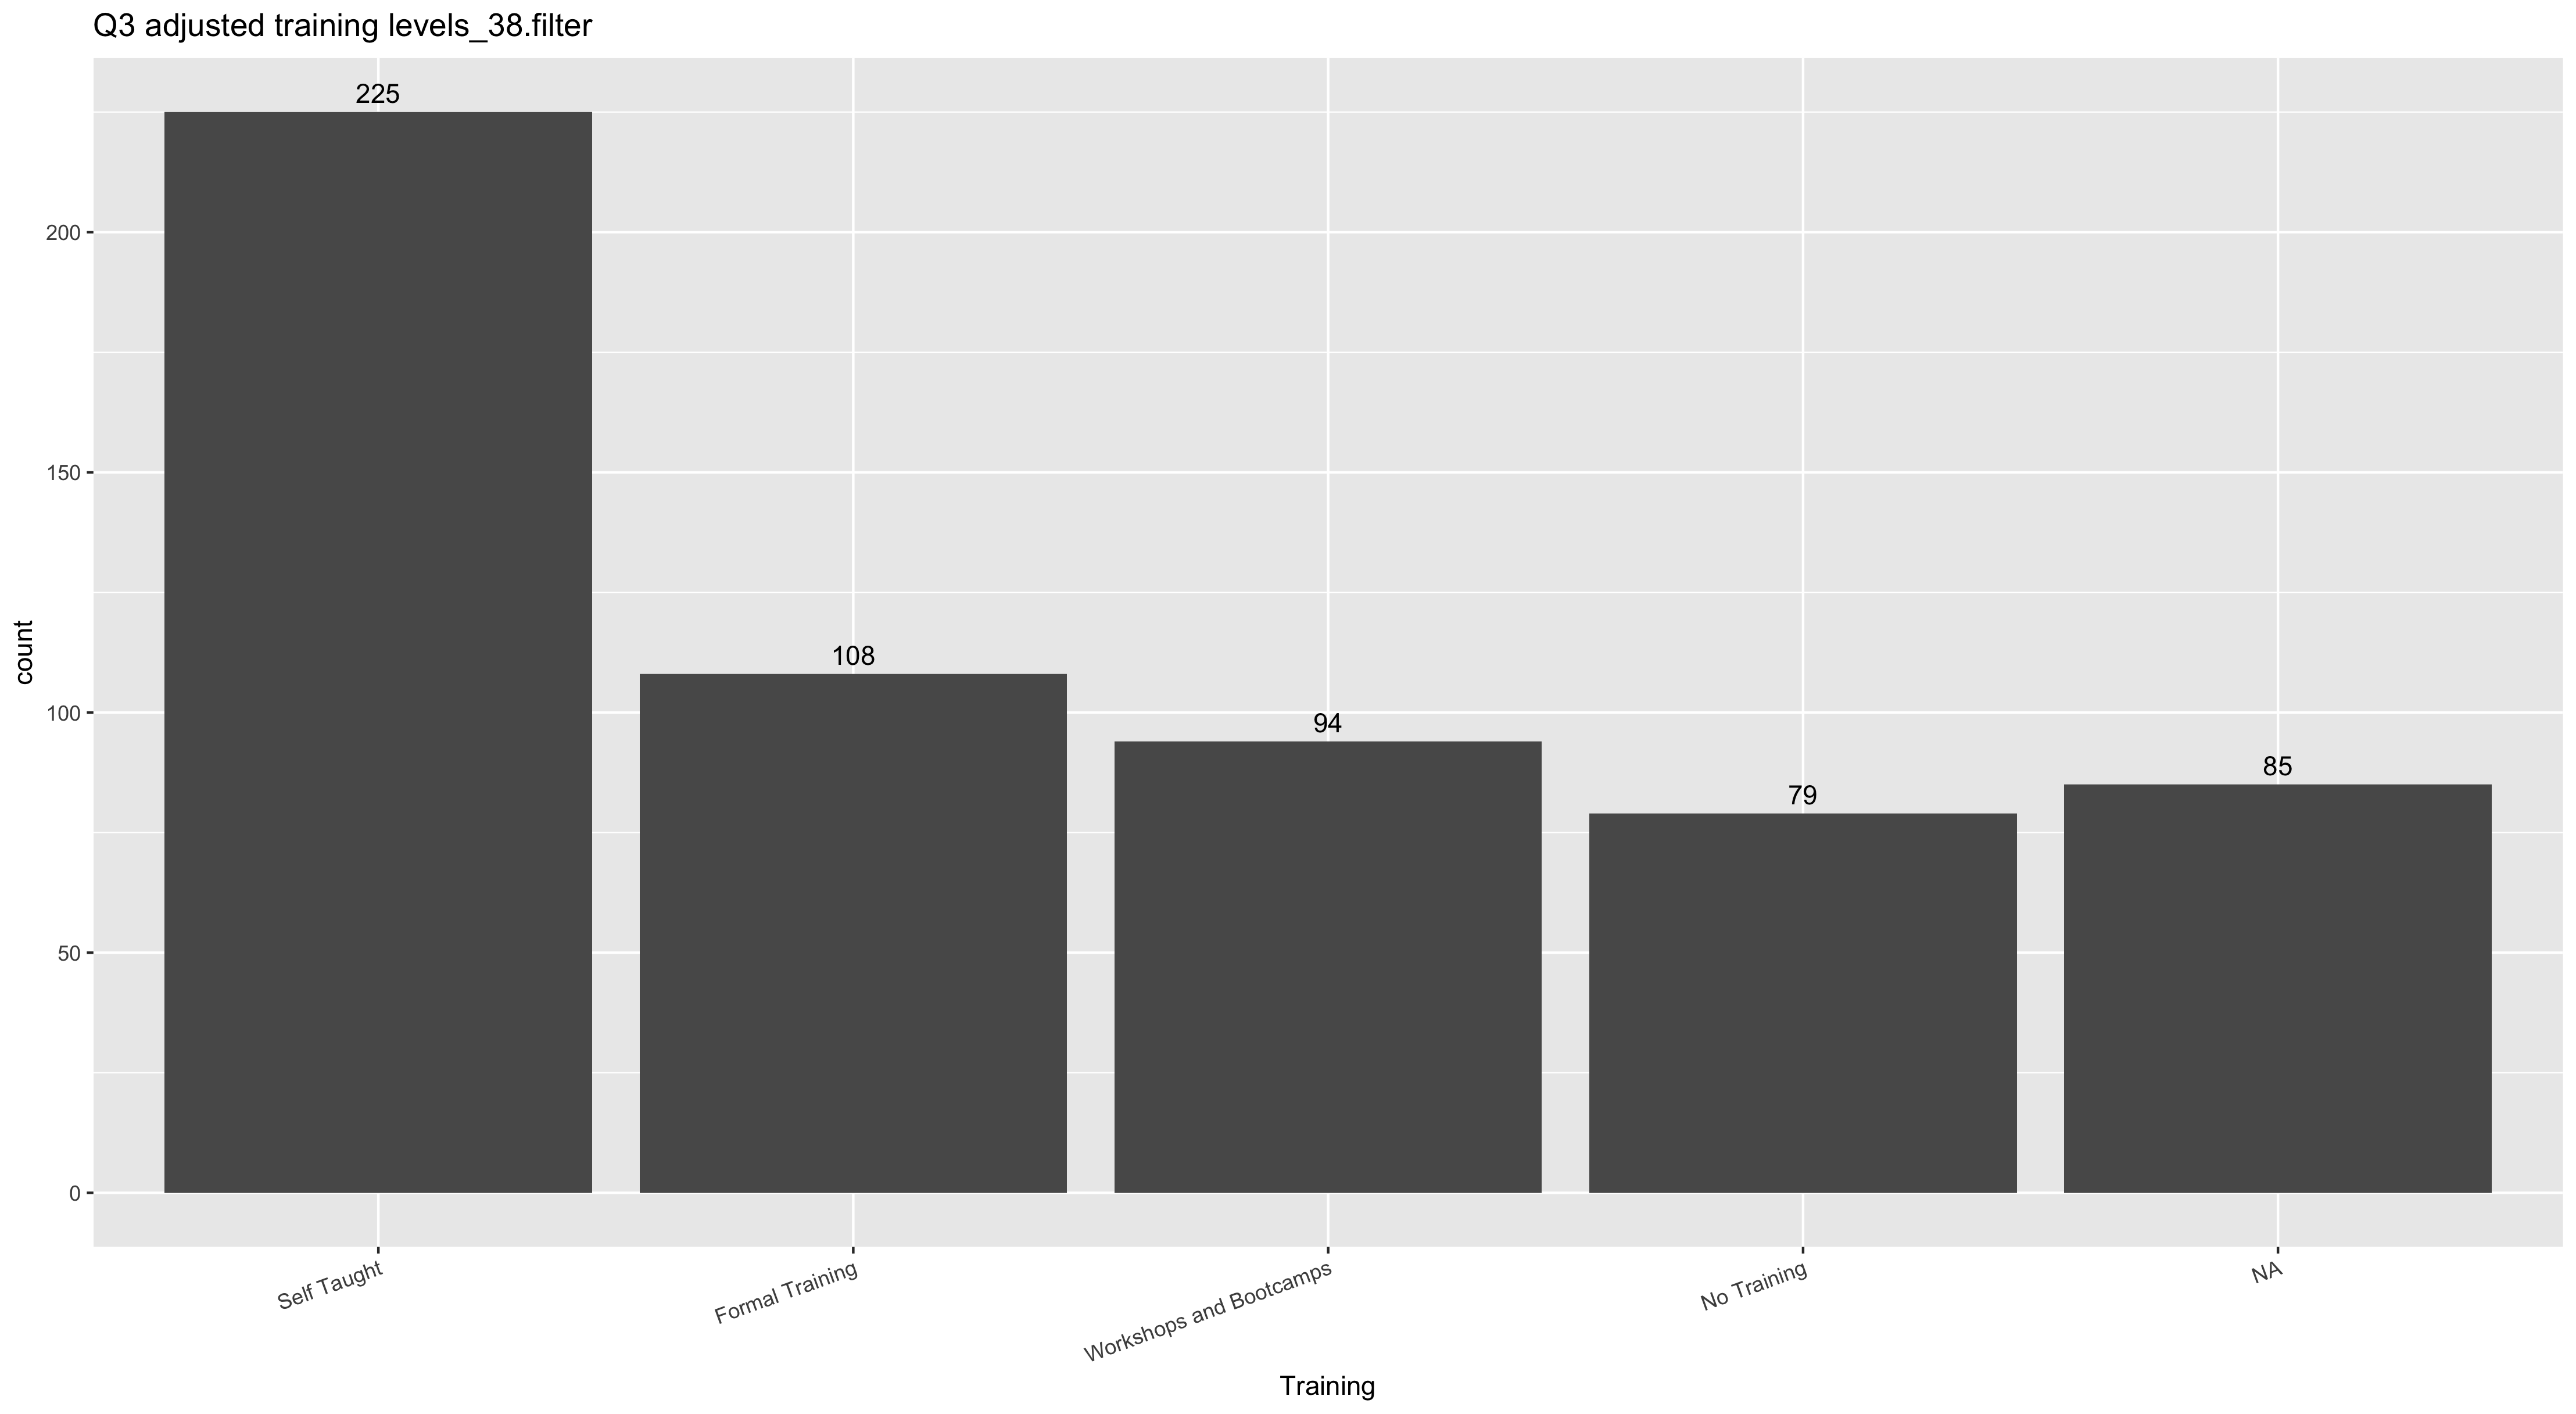 Q3 adjusted training levels_38.filter
225
108
94
79
85
200
150
100
50
0
count
Self Taught
Formal Training
Workshops and Bootcamps
No Training
NA
Training